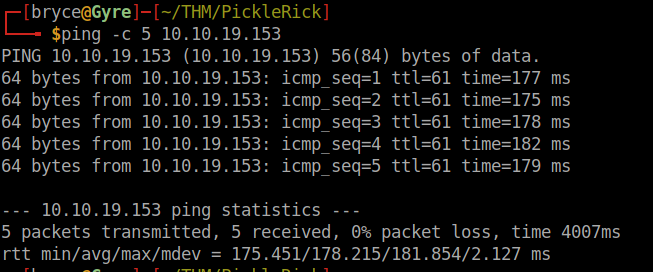 ┌─[bryce@Gyre]─[~/THM/PickleRick]
└──╼ $ping -c 5 10.10.19.153
PING 10.10.19.153 (10.10.19.153) 56(84) bytes of data.
64 bytes from 10.10.19.153: icmp_seq=1 ttl=61 time=177 ms
64 bytes from 10.10.19.153: icmp_seq=2 ttl=61 time=175 ms
64 bytes from 10.10.19.153: icmp_seq=3 ttl=61 time=178 ms
64 bytes from 10.10.19.153: icmp_seq=4 ttl=61 time=182 ms
64 bytes from 10.10.19.153: icmp_seq=5 ttl=61 time=179 ms
--- 10.10.19.153 ping statistics ---
5 packets transmitted, 5 received, 0% packet loss, time 4007ms
rtt min/avg/max/mdev = 175.451/178.215/181.854/2.127 ms
┌─[bryce@Gyre]─[~/THM/PickleRick]